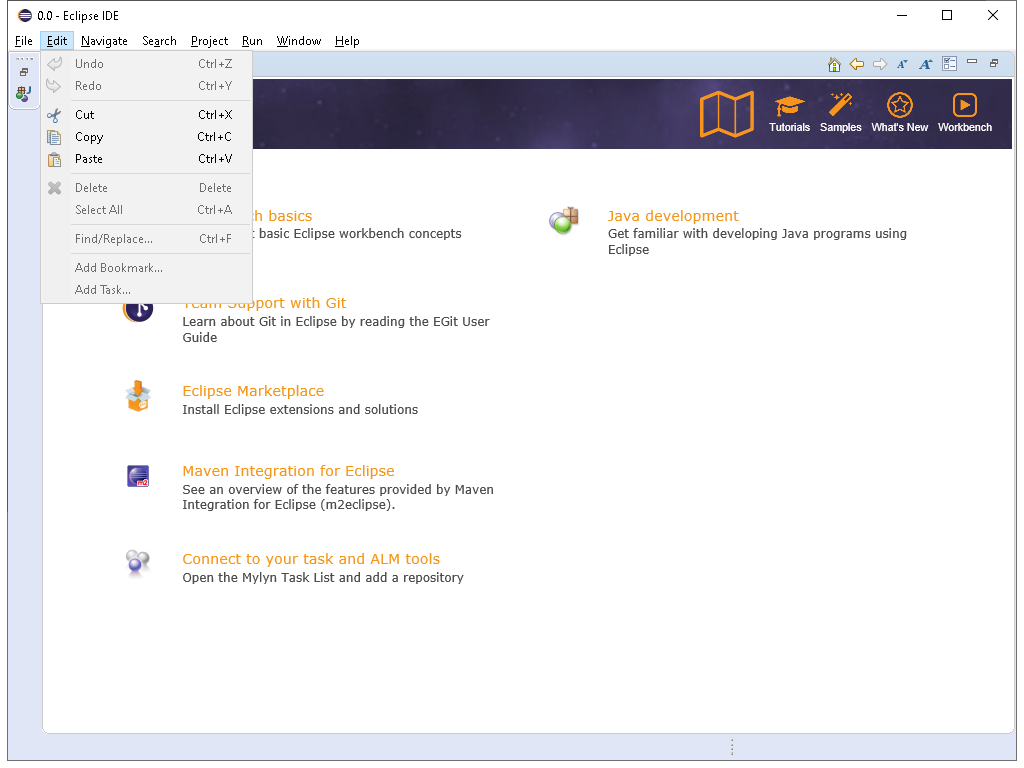 0.0 - Eclipse IDE
File Edit Navigate Search Project Run Window Help
Undo Ctrl+Z
Redo Ctrl+Y
Cut Ctrl+X
Copy Ctrl+C
Paste Ctrl+V
Delete Delete
Select All Ctrl+A
Find/Replace... Ctrl+F
Add Bookmark...
Add Task...
A A
Tutorials Samples What's New Workbench
basics
basic Eclipse workbench concepts
Java development
Get familiar with developing Java programs using
Eclipse
Team Support with Git
Learn about Git in Eclipse by reading the EGit User
Guide
Eclipse Marketplace
Install Eclipse extensions and solutions
m2
Maven Integration for Eclipse
See an overview of the features provided by Maven
Integration for Eclipse (m2eclipse).
Connect to your task and ALM tools
Open the Mylyn Task List and add a repository